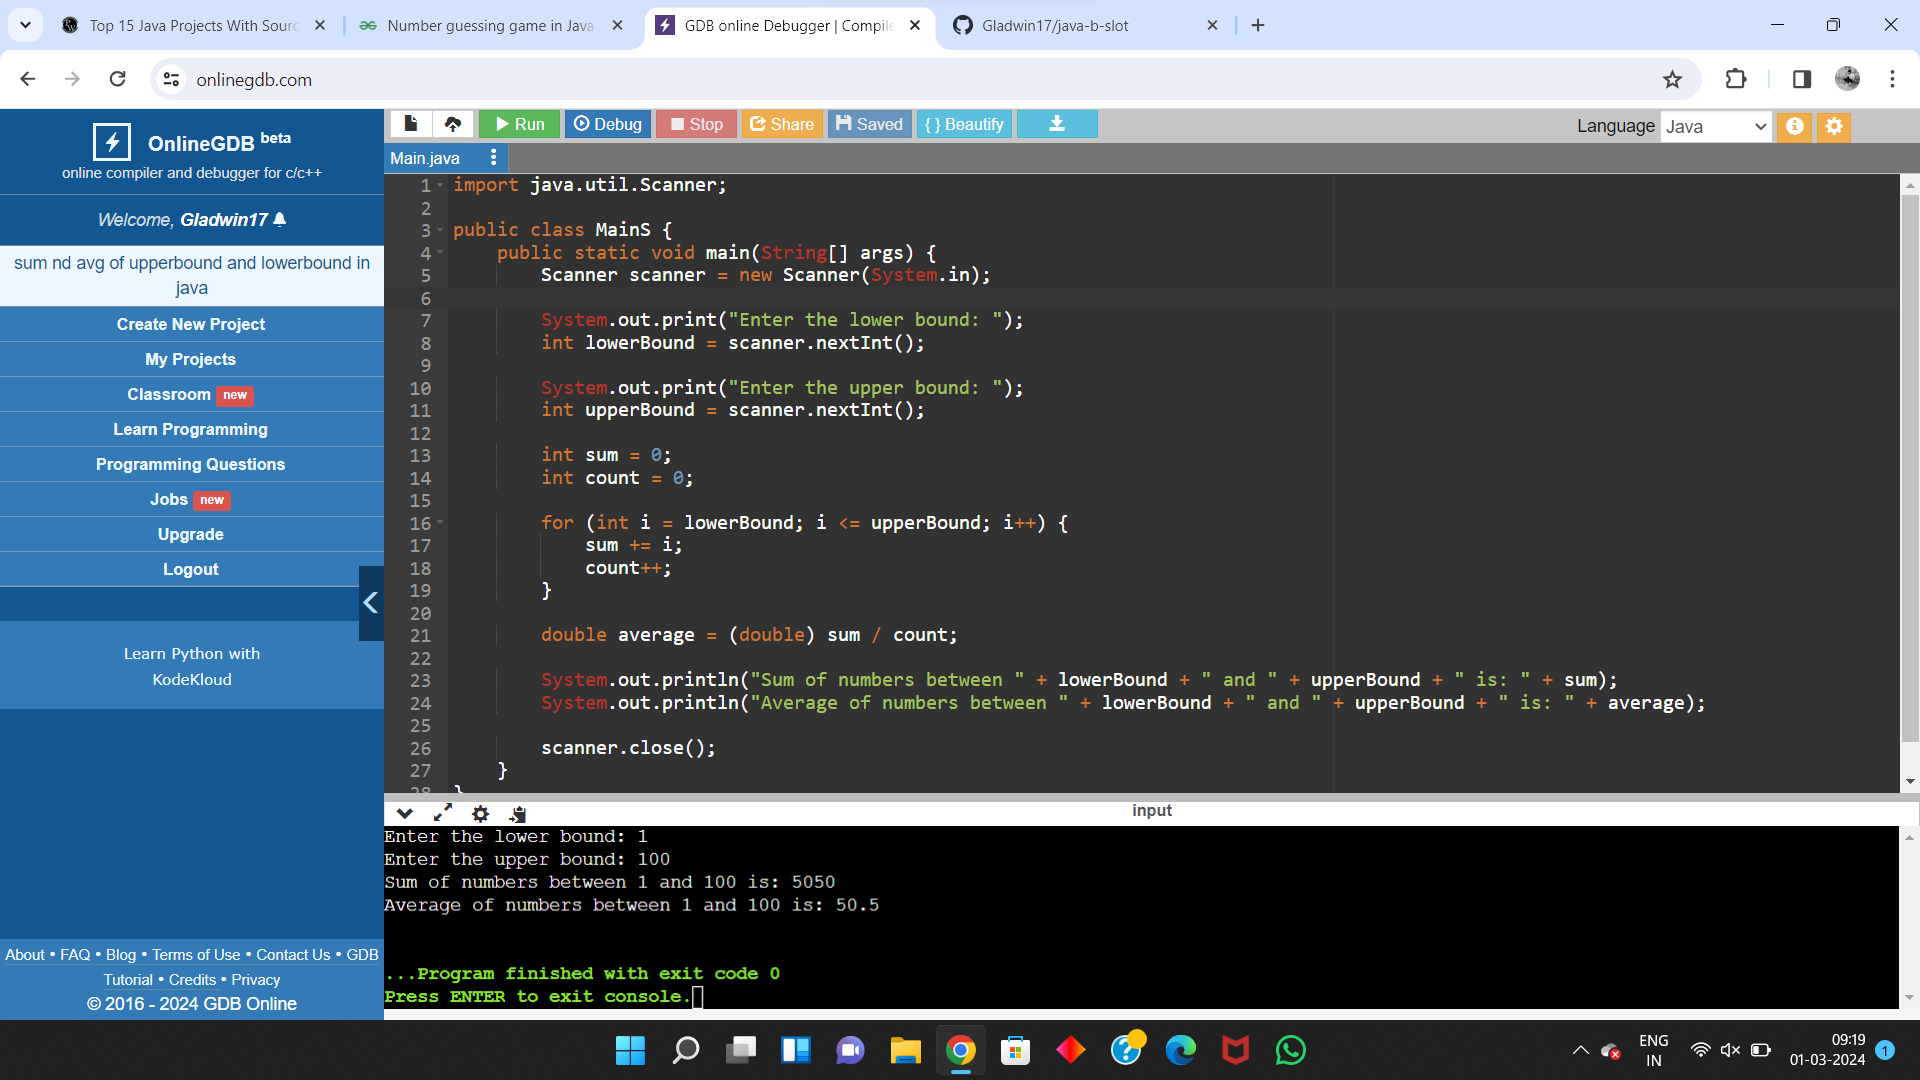 Top 15 Java Projects With Sourc
Number guessing game in Java
GDB online Debugger | Compile
Gladwin17/java-b-slot
onlinegdb.com
OnlineGDB beta
online compiler and debugger for c/c++
Welcome, Gladwin17
sum nd avg of upperbound and lowerbound in
java
Create New Project
My Projects
Classroom new
Learn Programming
Programming Questions
Jobs new
Upgrade
Logout
Learn Python with
KodeKloud
About • FAQ • Blog • Terms of Use • Contact Us • GDB
Tutorial • Credits • Privacy
© 2016 - 2024 GDB Online
Run Debug Stop Share Saved { } Beautify
Language Java
Main.java
1 import java.util.Scanner;
2
3 public class MainS {
4     public static void main(String[] args) {
5         Scanner scanner = new Scanner(System.in);
6
7         System.out.print("Enter the lower bound: ");
8         int lowerBound = scanner.nextInt();
9
10         System.out.print("Enter the upper bound: ");
11         int upperBound = scanner.nextInt();
12
13         int sum = 0;
14         int count = 0;
15
16         for (int i = lowerBound; i <= upperBound; i++) {
17             sum += i;
18             count++;
19         }
20
21         double average = (double) sum / count;
22
23         System.out.println("Sum of numbers between " + lowerBound + " and " + upperBound + " is: " + sum);
24         System.out.println("Average of numbers between " + lowerBound + " and " + upperBound + " is: " + average);
25
26         scanner.close();
27     }
28 }
input
Enter the lower bound: 1
Enter the upper bound: 100
Sum of numbers between 1 and 100 is: 5050
Average of numbers between 1 and 100 is: 50.5
...Program finished with exit code 0
Press ENTER to exit console.
ENG
IN
09:19
01-03-2024
1